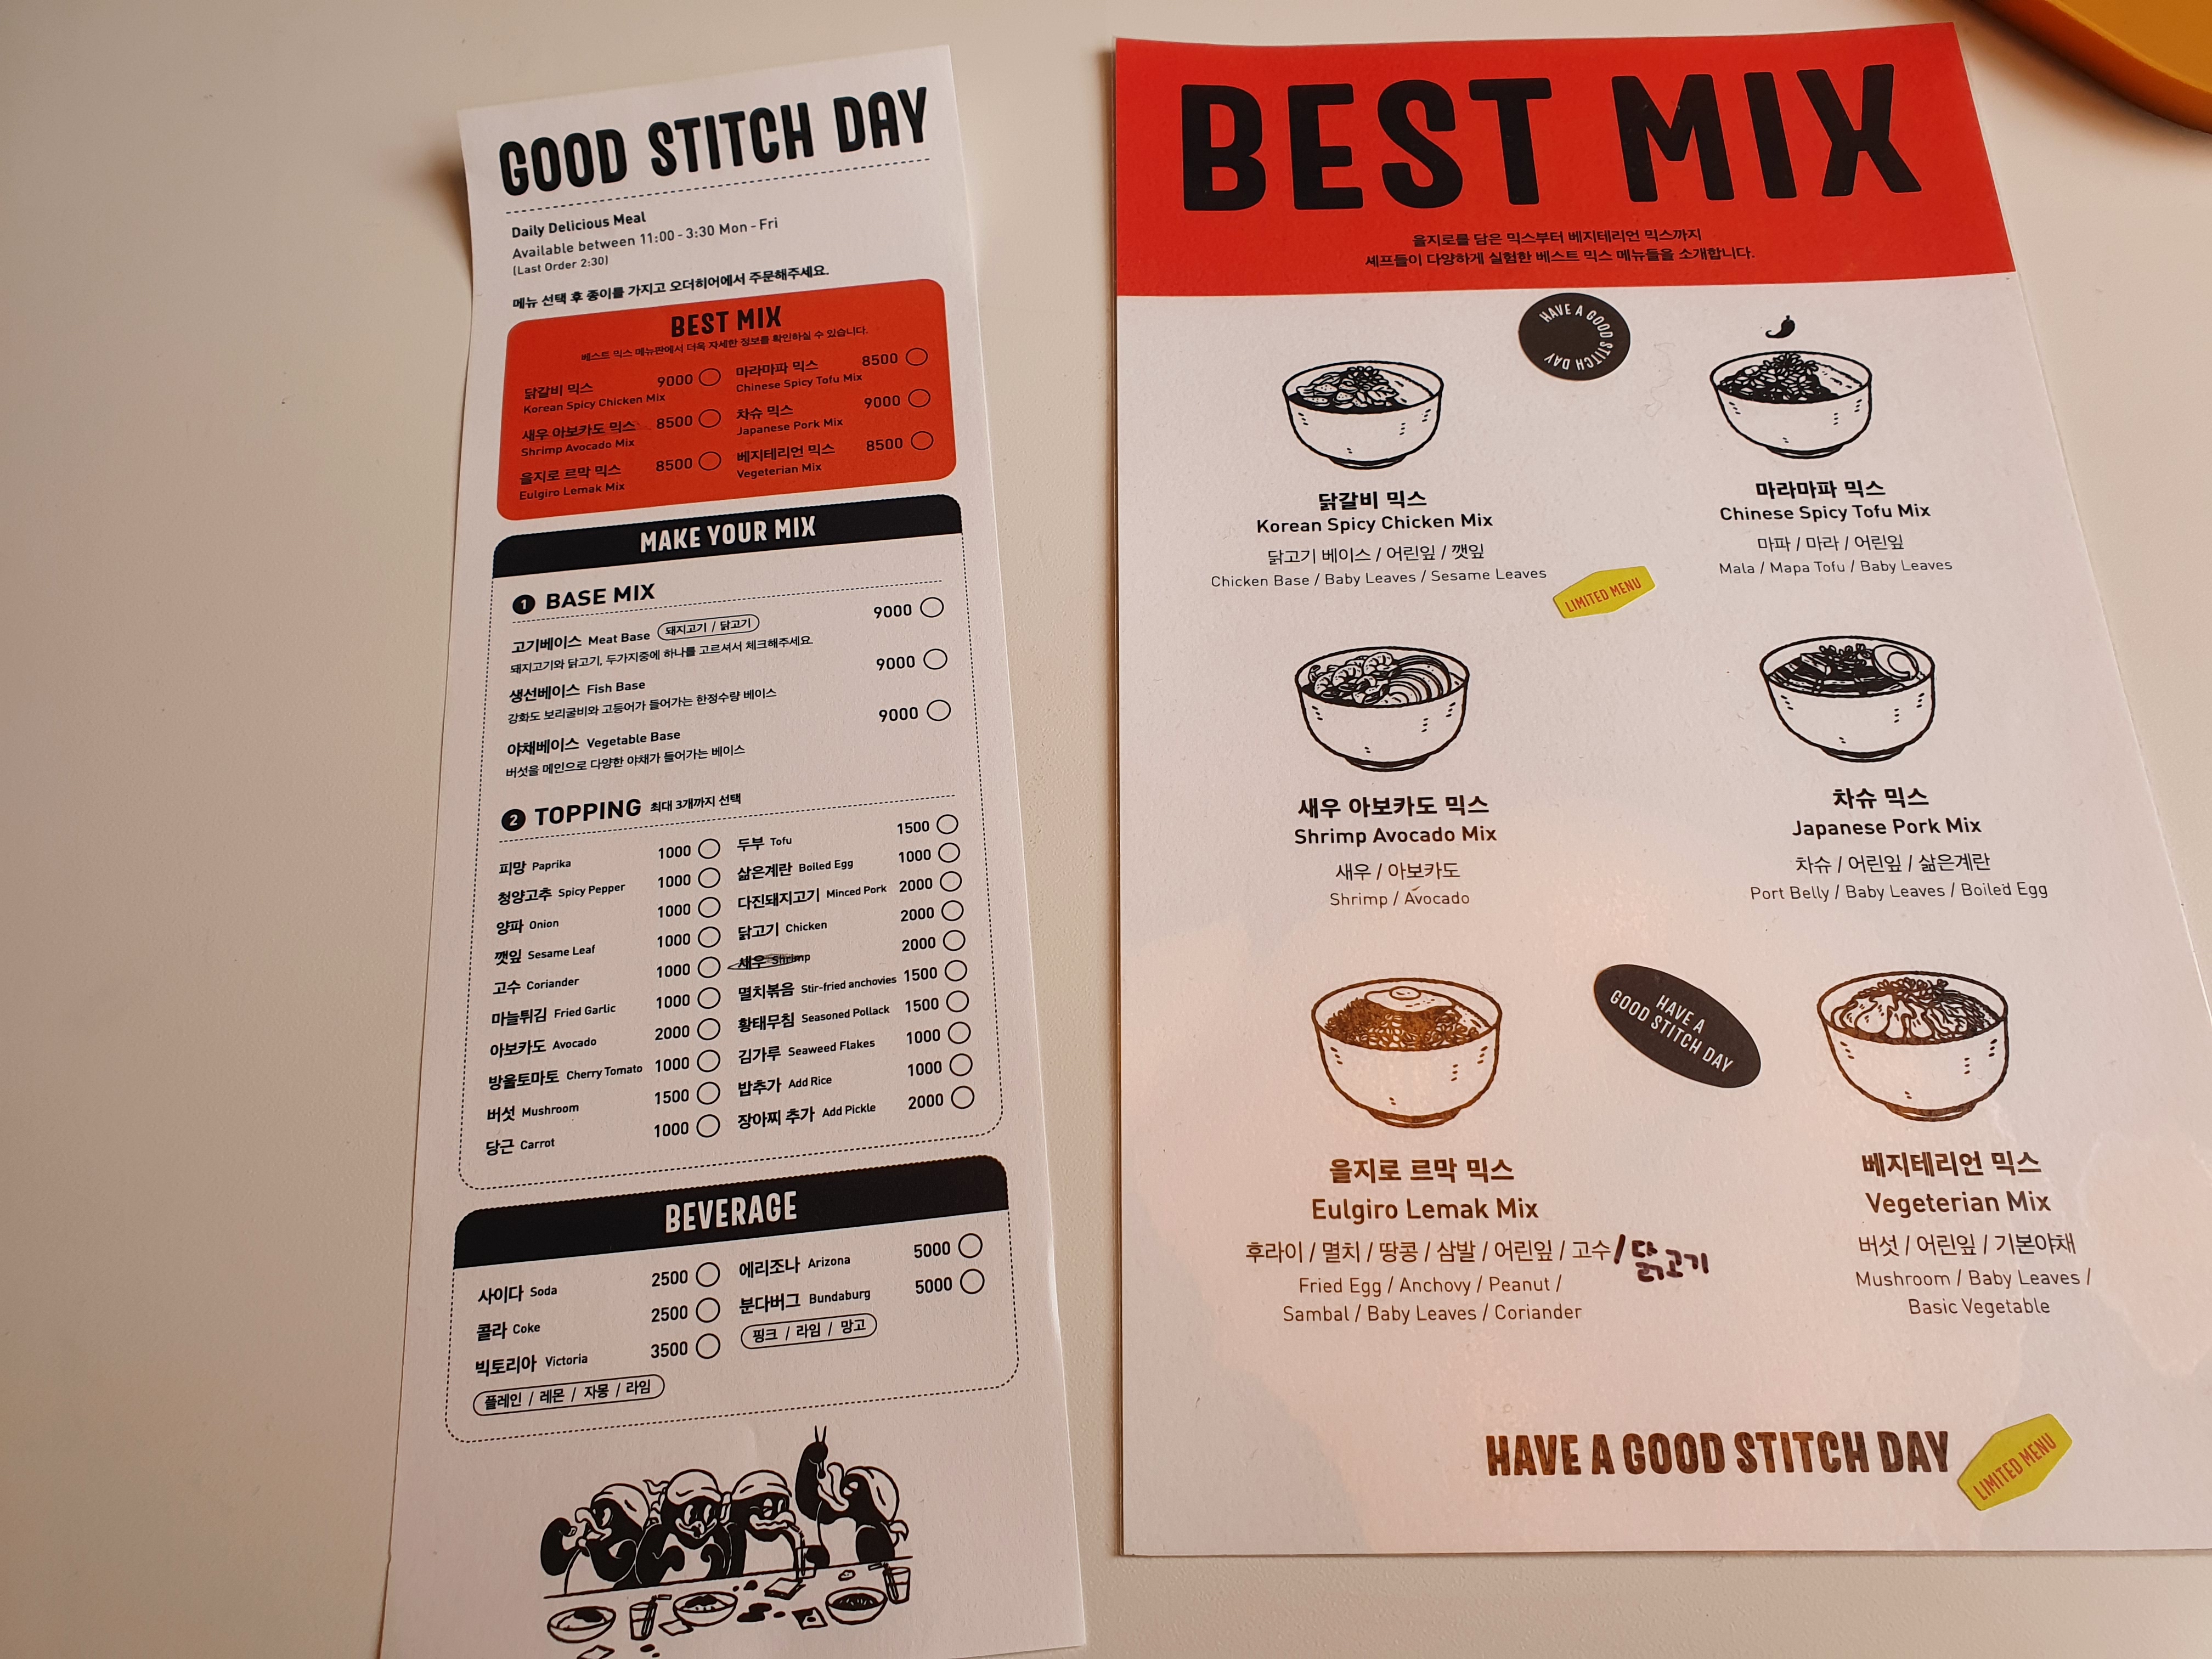 GOOD STITCH DAY
Daily Delicious Meal
Available between 11:00 - 3:30 Mon - Fri
(Last Order 2:30)
메뉴 선택 후 종이를 가지고 오더히어에서 주문해주세요.
BEST MIX
베스트 믹스 메뉴판에서 더욱 자세한 정보를 확인하실 수 있습니다.
닭갈비 믹스 9000
Korean Spicy Chicken Mix
새우 아보카도 믹스 8500
Shrimp Avocado Mix
을지로 르막 믹스 8500
Eulgiro Lemak Mix
마라마파 믹스 8500
Chinese Spicy Tofu Mix
차슈 믹스 9000
Japanese Pork Mix
베지테리언 믹스 8500
Vegeterian Mix
MAKE YOUR MIX
1 BASE MIX
고기베이스 Meat Base 돼지고기 / 닭고기 9000
돼지고기와 닭고기, 두가지중에 하나를 고르셔서 체크해주세요.
생선베이스 Fish Base 9000
강화도 보리굴비와 고등어가 들어가는 한정수량 베이스
야채베이스 Vegetable Base 9000
버섯을 메인으로 다양한 야채가 들어가는 베이스
2 TOPPING 최대 3개까지 선택
피망 Paprika 1000
청양고추 Spicy Pepper 1000
양파 Onion 1000
깻잎 Sesame Leaf 1000
고수 Coriander 1000
마늘튀김 Fried Garlic 1000
아보카도 Avocado 2000
방울토마토 Cherry Tomato 1000
버섯 Mushroom 1500
당근 Carrot 1000
두부 Tofu 1500
삶은계란 Boiled Egg 1000
다진돼지고기 Minced Pork 2000
닭고기 Chicken 2000
새우 Shrimp 2000
멸치볶음 Stir-fried anchovies 1500
황태무침 Seasoned Pollack 1500
김가루 Seaweed Flakes 1000
밥추가 Add Rice 1000
장아찌 추가 Add Pickle 2000
BEVERAGE
사이다 Soda 2500
콜라 Coke 2500
빅토리아 Victoria 3500
플레인 / 레몬 / 자몽 / 라임
에리조나 Arizona 5000
분다버그 Bundaburg 5000
핑크 / 라임 / 망고
BEST MIX
을지로를 담은 믹스부터 베지테리언 믹스까지
셰프들이 다양하게 실험한 베스트 믹스 메뉴들을 소개합니다.
HAVE A GOOD STITCH DAY
닭갈비 믹스
Korean Spicy Chicken Mix
닭고기 베이스 / 어린잎 / 깻잎
Chicken Base / Baby Leaves / Sesame Leaves
마라마파 믹스
Chinese Spicy Tofu Mix
마파 / 마라 / 어린잎
Mala / Mapa Tofu / Baby Leaves
LIMITED MENU
새우 아보카도 믹스
Shrimp Avocado Mix
새우 / 아보카도
Shrimp / Avocado
차슈 믹스
Japanese Pork Mix
차슈 / 어린잎 / 삶은계란
Port Belly / Baby Leaves / Boiled Egg
HAVE A
GOOD STITCH DAY
을지로 르막 믹스
Eulgiro Lemak Mix
후라이 / 멸치 / 땅콩 / 삼발 / 어린잎 / 고수 / 닭고기
Fried Egg / Anchovy / Peanut /
Sambal / Baby Leaves / Coriander
베지테리언 믹스
Vegeterian Mix
버섯 / 어린잎 / 기본야채
Mushroom / Baby Leaves /
Basic Vegetable
HAVE A GOOD STITCH DAY
LIMITED MENU